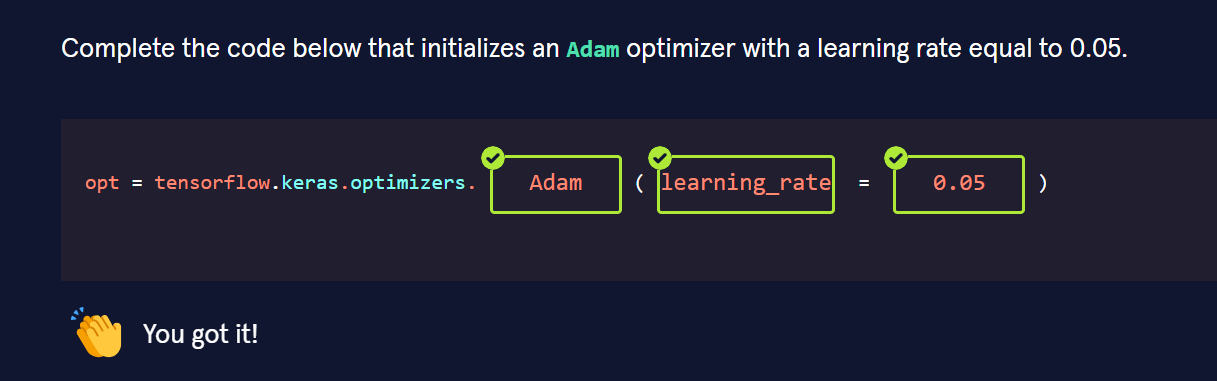 Complete the code below that initializes an Adam optimizer with a learning rate equal to 0.05.
opt = tensorflow.keras.optimizers. Adam ( learning_rate = 0.05 )
You got it!